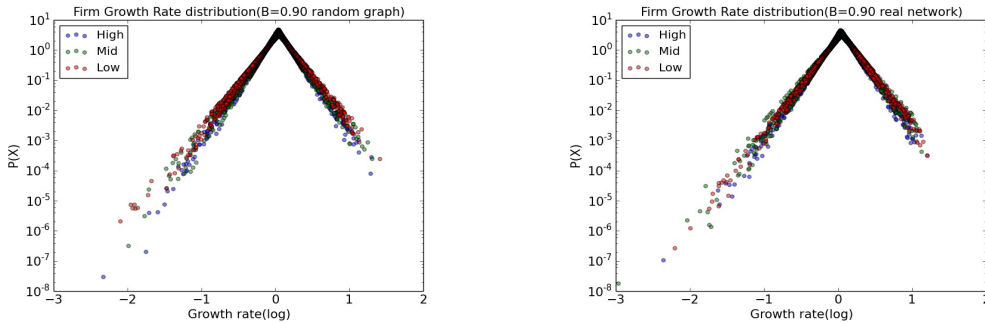 Firm Growth Rate distribution(B=0.90 random graph)
10^1
10^0
10^-1
10^-2
10^-3
10^-4
10^-5
10^-6
10^-7
10^-8
P(X)
High
Mid
Low
−3 −2 −1 0 1 2
Growth rate(log)
Firm Growth Rate distribution(B=0.90 real network)
10^1
10^0
10^-1
10^-2
10^-3
10^-4
10^-5
10^-6
10^-7
10^-8
P(X)
High
Mid
Low
−3 −2 −1 0 1 2
Growth rate(log)